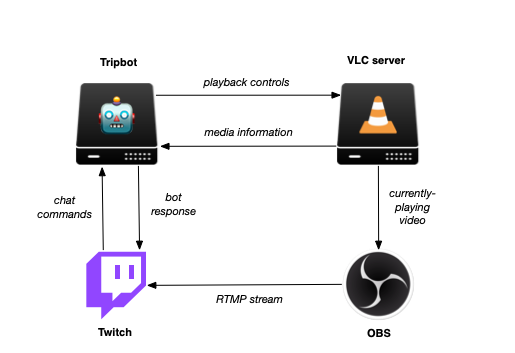 Tripbot
VLC server
playback controls
media information
chat
commands
bot
response
currently-
playing
video
RTMP stream
Twitch
OBS